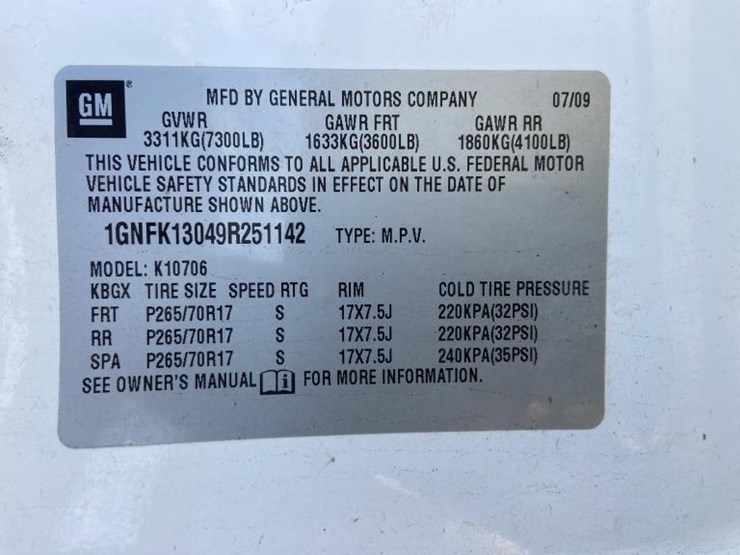 GM® MFD BY GENERAL MOTORS COMPANY 07/09
GVWR GAWR FRT GAWR RR
3311KG(7300LB) 1633KG(3600LB) 1860KG(4100LB)
THIS VEHICLE CONFORMS TO ALL APPLICABLE U.S. FEDERAL MOTOR
VEHICLE SAFETY STANDARDS IN EFFECT ON THE DATE OF
MANUFACTURE SHOWN ABOVE.
1GNFK13049R251142 TYPE: M.P.V.
MODEL: K10706
KBGX TIRE SIZE SPEED RTG RIM COLD TIRE PRESSURE
FRT P265/70R17 S 17X7.5J 220KPA(32PSI)
RR P265/70R17 S 17X7.5J 220KPA(32PSI)
SPA P265/70R17 S 17X7.5J 240KPA(35PSI)
SEE OWNER'S MANUAL i FOR MORE INFORMATION.